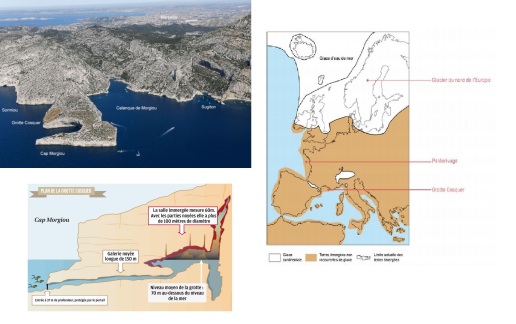 Sormiou
Grotte Cosquer
Cap Morgiou
Calanque de Morgiou
Sugiton
PLAN DE LA GROTTE COSQUER
Cap Morgiou
La salle immergée mesure 60m.
Avec les parties noyées elle a plus
de 100 mètres de diamètre
Galerie noyée
longue de 150 m
Niveau moyen de la grotte :
70 m au-dessous du niveau
de la mer
Entrée à 37 m de profondeur, protégée par le portail
Glace d'eau de mer
Glacier du nord de l'Europe
Paléorivage
Grotte Cosquer
Glace
continentale
Terres émergées non
recouvertes de glace
Limite actuelle des
terres émergées